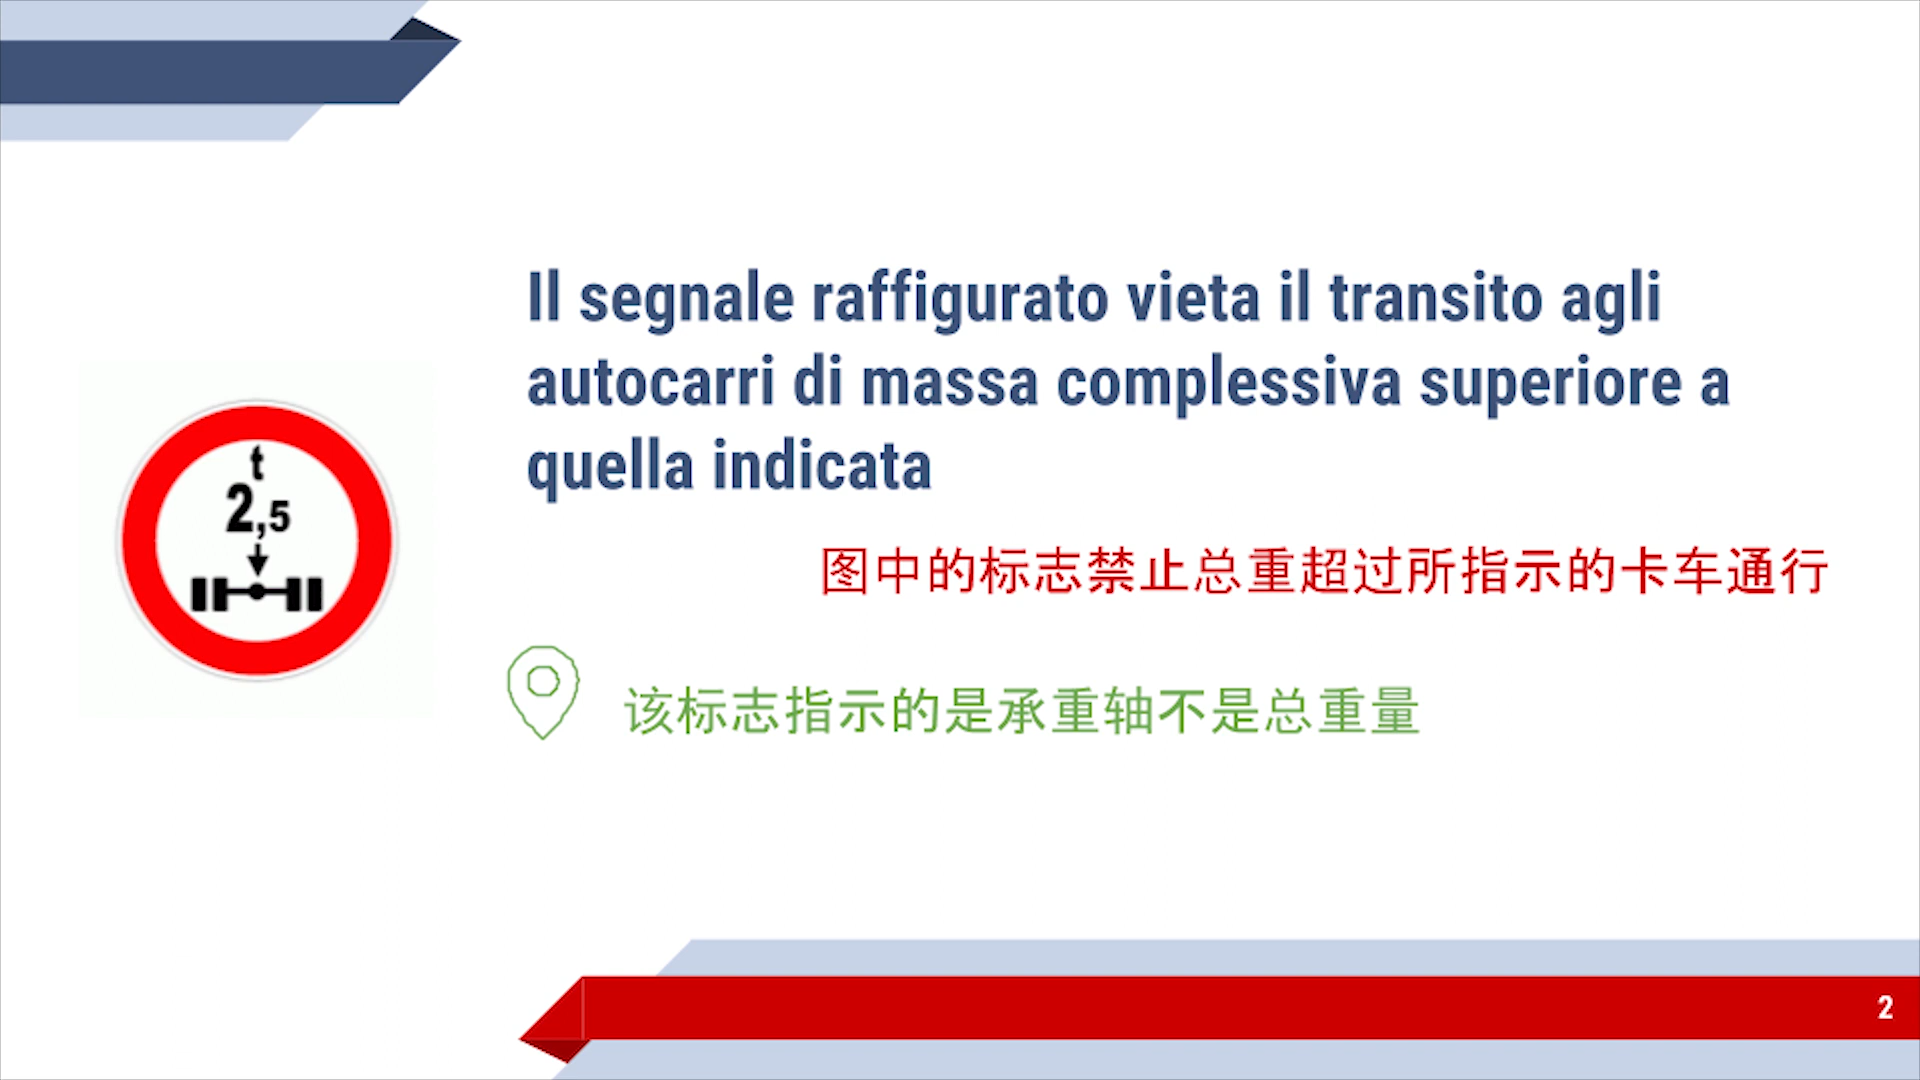 Il segnale raffigurato vieta il transito agli
autocarri di massa complessiva superiore a
quella indicata
t
2,5
图中的标志禁止总重超过所指示的卡车通行
该标志指示的是承重轴不是总重量
2